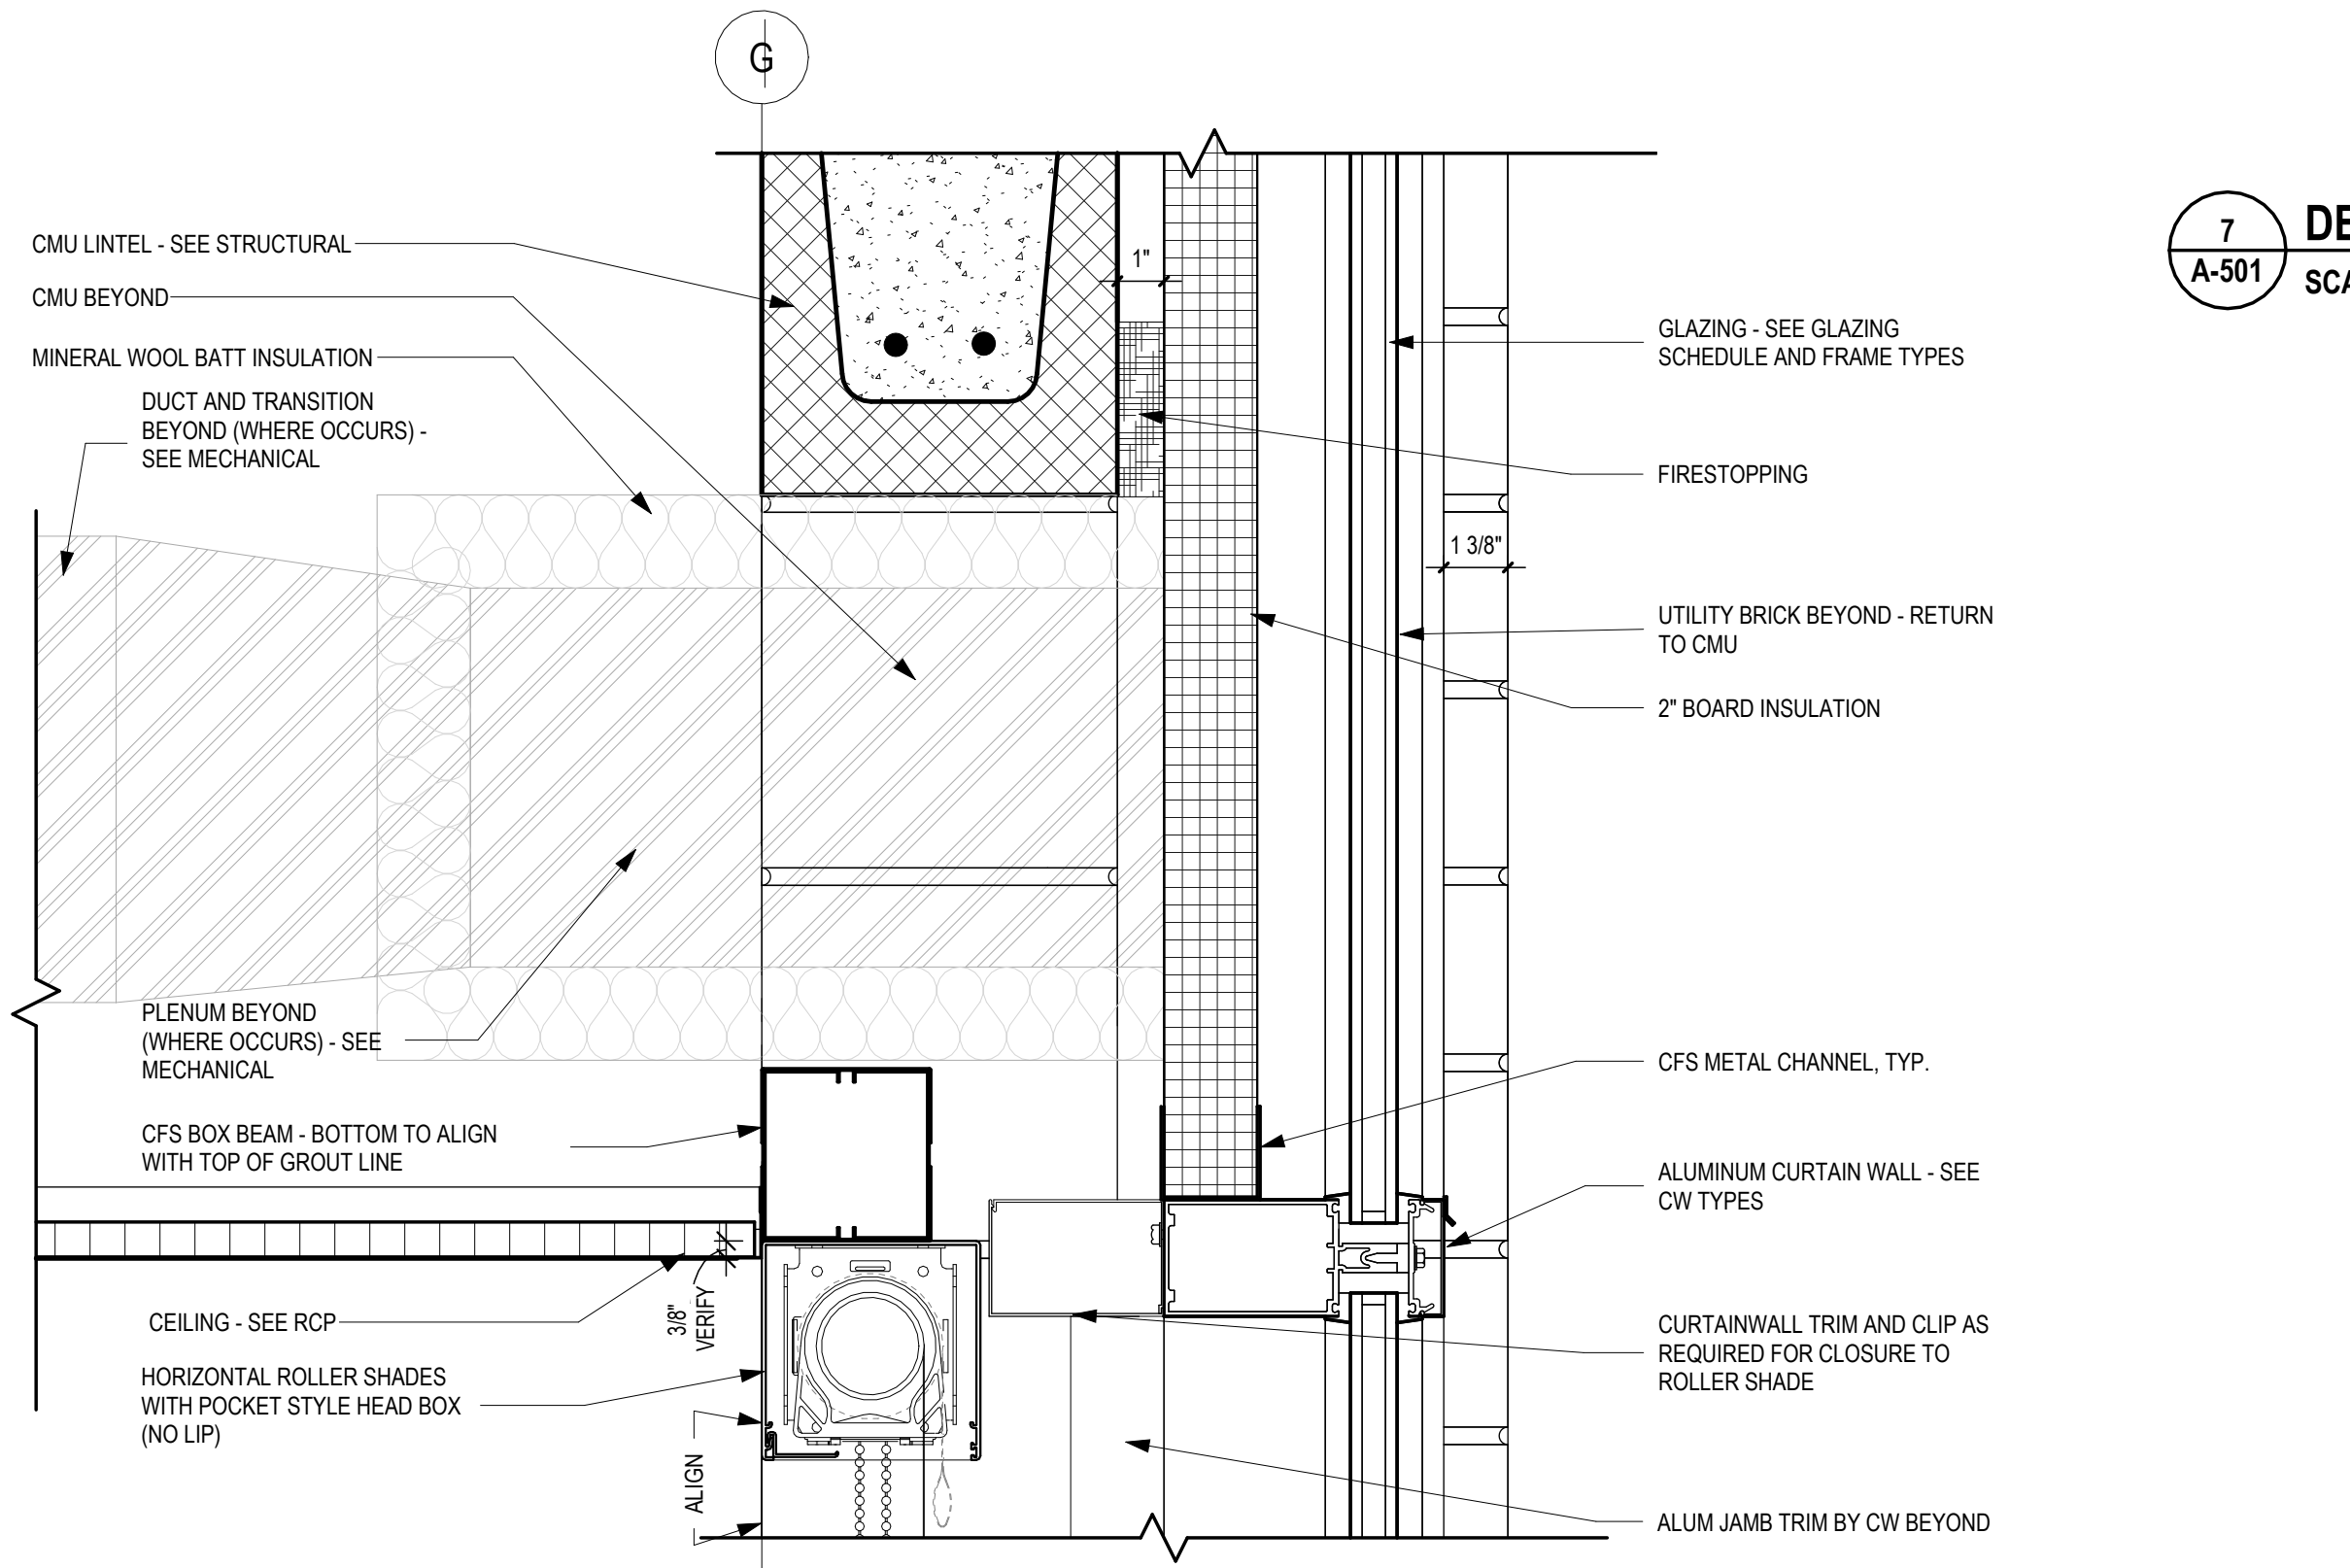 G
CMU LINTEL - SEE STRUCTURAL
CMU BEYOND
MINERAL WOOL BATT INSULATION
DUCT AND TRANSITION
BEYOND (WHERE OCCURS) -
SEE MECHANICAL
PLENUM BEYOND
(WHERE OCCURS) - SEE
MECHANICAL
CFS BOX BEAM - BOTTOM TO ALIGN
WITH TOP OF GROUT LINE
CEILING - SEE RCP
HORIZONTAL ROLLER SHADES
WITH POCKET STYLE HEAD BOX
(NO LIP)
3/8"
VERIFY
ALIGN
1"
1 3/8"
GLAZING - SEE GLAZING
SCHEDULE AND FRAME TYPES
FIRESTOPPING
UTILITY BRICK BEYOND - RETURN
TO CMU
2" BOARD INSULATION
CFS METAL CHANNEL, TYP.
ALUMINUM CURTAIN WALL - SEE
CW TYPES
CURTAINWALL TRIM AND CLIP AS
REQUIRED FOR CLOSURE TO
ROLLER SHADE
ALUM JAMB TRIM BY CW BEYOND
7
A-501
DE
SCA